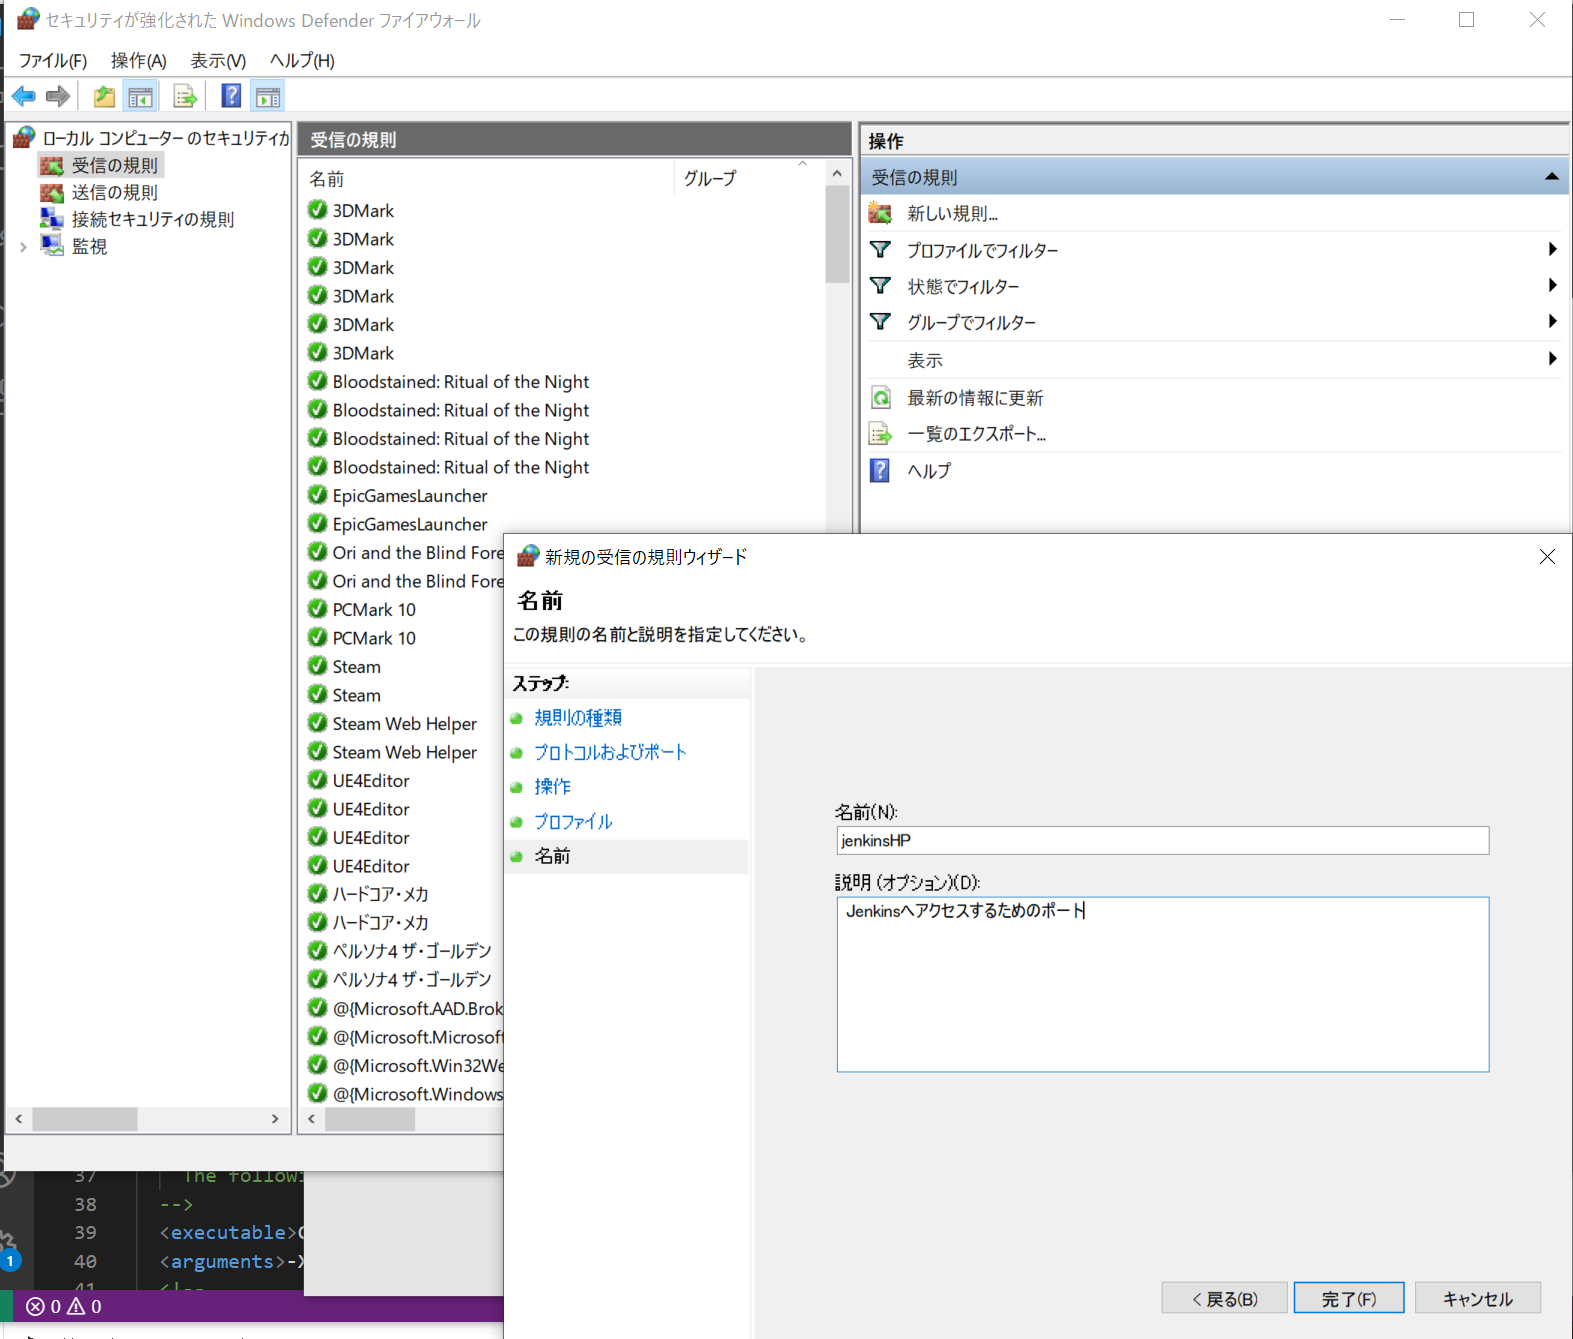 セキュリティが強化された Windows Defender ファイアウォール
ファイル(F) 操作(A) 表示(V) ヘルプ(H)
ローカル コンピューター のセキュリティが
受信の規則
送信の規則
接続セキュリティの規則
監視
受信の規則
名前 グループ
3DMark
3DMark
3DMark
3DMark
3DMark
3DMark
Bloodstained: Ritual of the Night
Bloodstained: Ritual of the Night
Bloodstained: Ritual of the Night
Bloodstained: Ritual of the Night
EpicGamesLauncher
EpicGamesLauncher
Ori and the Blind Fore
Ori and the Blind Fore
PCMark 10
PCMark 10
Steam
Steam
Steam Web Helper
Steam Web Helper
UE4Editor
UE4Editor
UE4Editor
UE4Editor
ハードコア・メカ
ハードコア・メカ
ペルソナ4 ザ・ゴールデン
ペルソナ4 ザ・ゴールデン
@{Microsoft.AAD.Brok
@{Microsoft.Microsoft
@{Microsoft.Win32We
@{Microsoft.Windows
操作
受信の規則
新しい規則...
プロファイルでフィルター
状態でフィルター
グループでフィルター
表示
最新の情報に更新
一覧のエクスポート...
ヘルプ
新規の受信の規則ウィザード
名前
この規則の名前と説明を指定してください。
ステップ:
規則の種類
プロトコルおよびポート
操作
プロファイル
名前
名前(N):
jenkinsHP
説明 (オプション)(D):
Jenkinsへアクセスするためのポート
< 戻る(B) 完了(F) キャンセル
37 The followi
38 -->
39 <executable>
40 <arguments>-
41 <!--
1
0 0